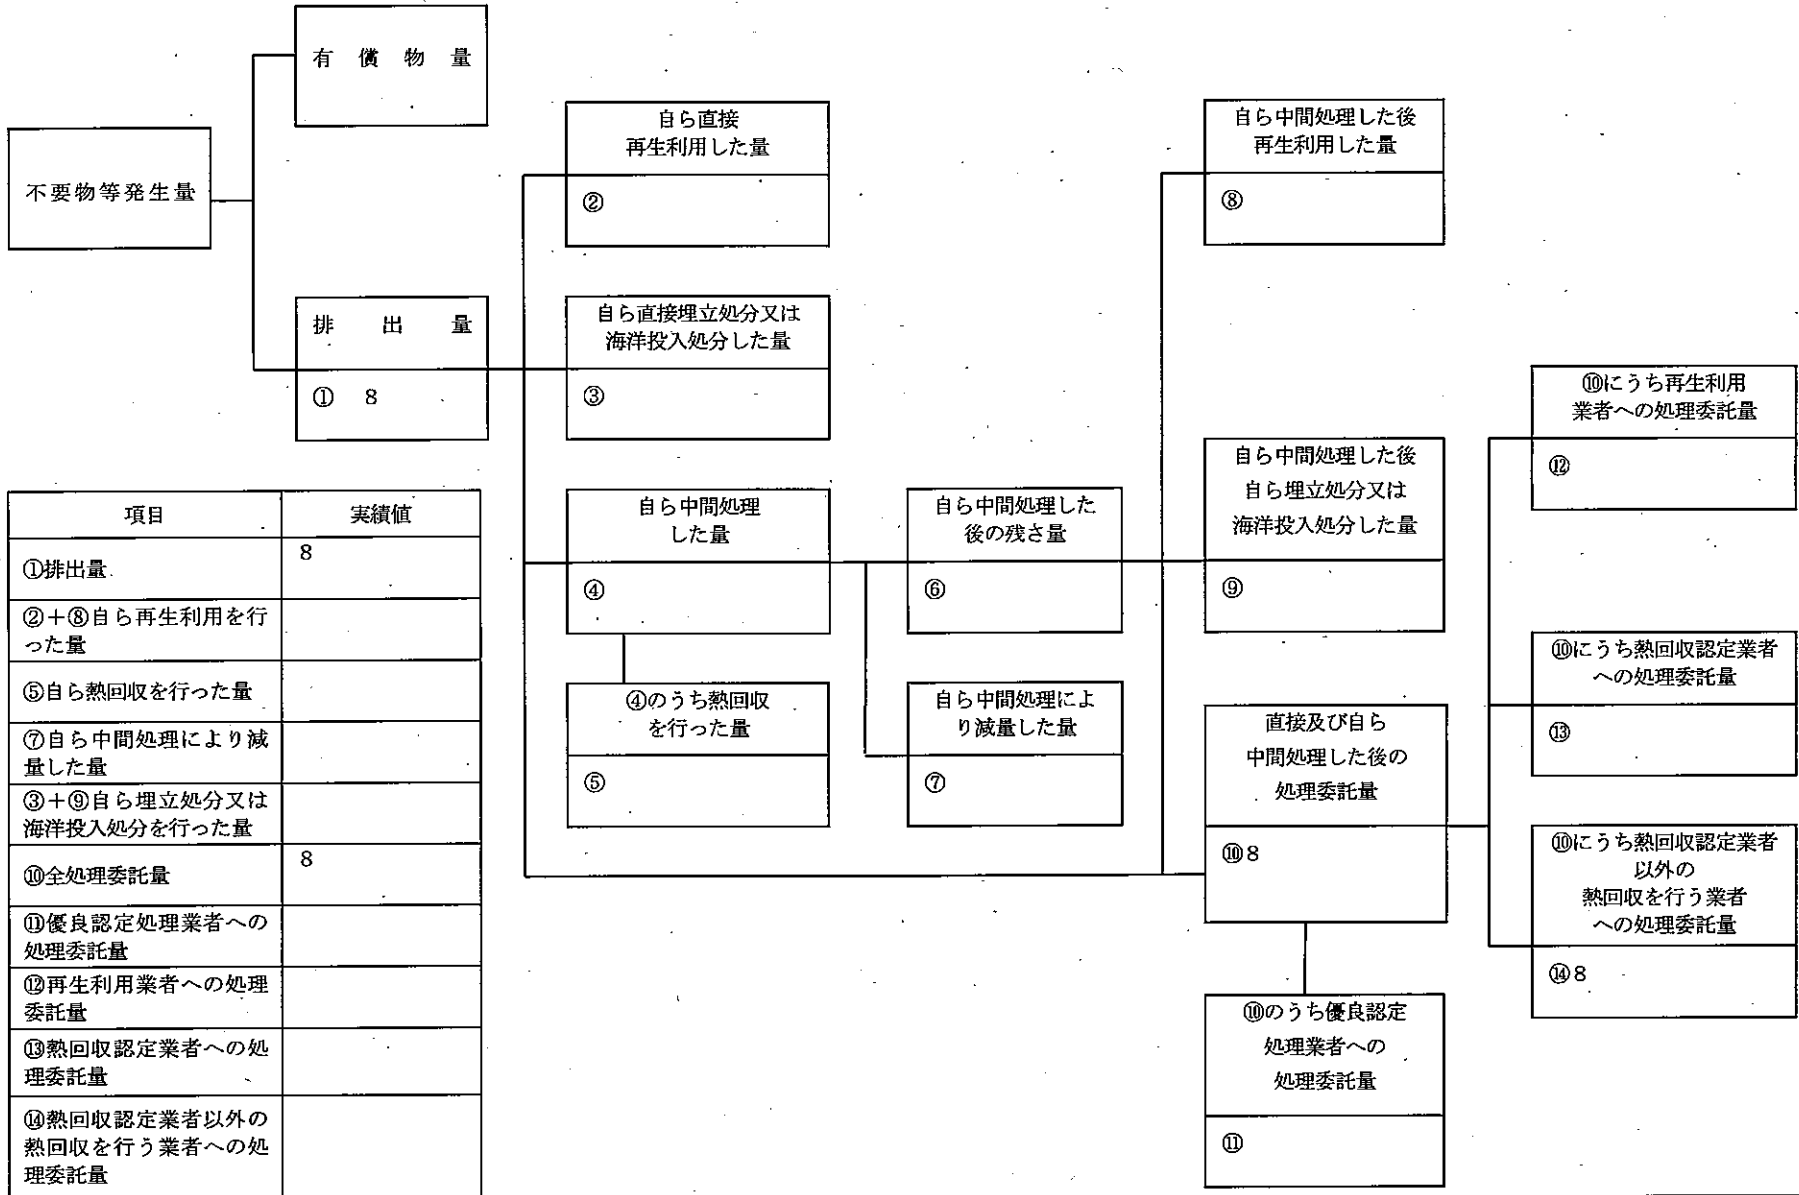 有償物量
不要物等発生量
排出量
① 8
自ら直接
再生利用した量
②
自ら直接埋立処分又は
海洋投入処分した量
③
自ら中間処理
した量
④
④のうち熱回収
を行った量
⑤
自ら中間処理した
後の残さ量
⑥
自ら中間処理によ
り減量した量
⑦
自ら中間処理した後
再生利用した量
⑧
自ら中間処理した後
自ら埋立処分又は
海洋投入処分した量
⑨
直接及び自ら
中間処理した後の
処理委託量
⑩8
⑩のうち優良認定
処理業者への
処理委託量
⑪
⑩にうち再生利用
業者への処理委託量
⑫
⑩にうち熱回収認定業者
への処理委託量
⑬
⑩にうち熱回収認定業者
以外の
熱回収を行う業者
への処理委託量
⑭8
項目 実績値
①排出量 8
②+⑧自ら再生利用を行
った量
⑤自ら熱回収を行った量
⑦自ら中間処理により減
量した量
③+⑨自ら埋立処分又は
海洋投入処分を行った量
⑩全処理委託量 8
⑪優良認定処理業者への
処理委託量
⑫再生利用業者への処理
委託量
⑬熱回収認定業者への処
理委託量
⑭熱回収認定業者以外の
熱回収を行う業者への処
理委託量